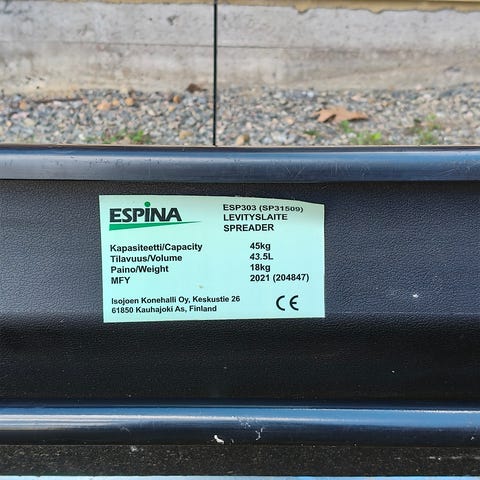 ESPINA
ESP303 (SP31509)
LEVITYSLAITE
SPREADER
Kapasiteetti/Capacity 45kg
Tilavuus/Volume 43.5L
Paino/Weight 18kg
MFY 2021 (204847)
Isojoen Konehalli Oy, Keskustie 26
61850 Kauhajoki As, Finland
CE